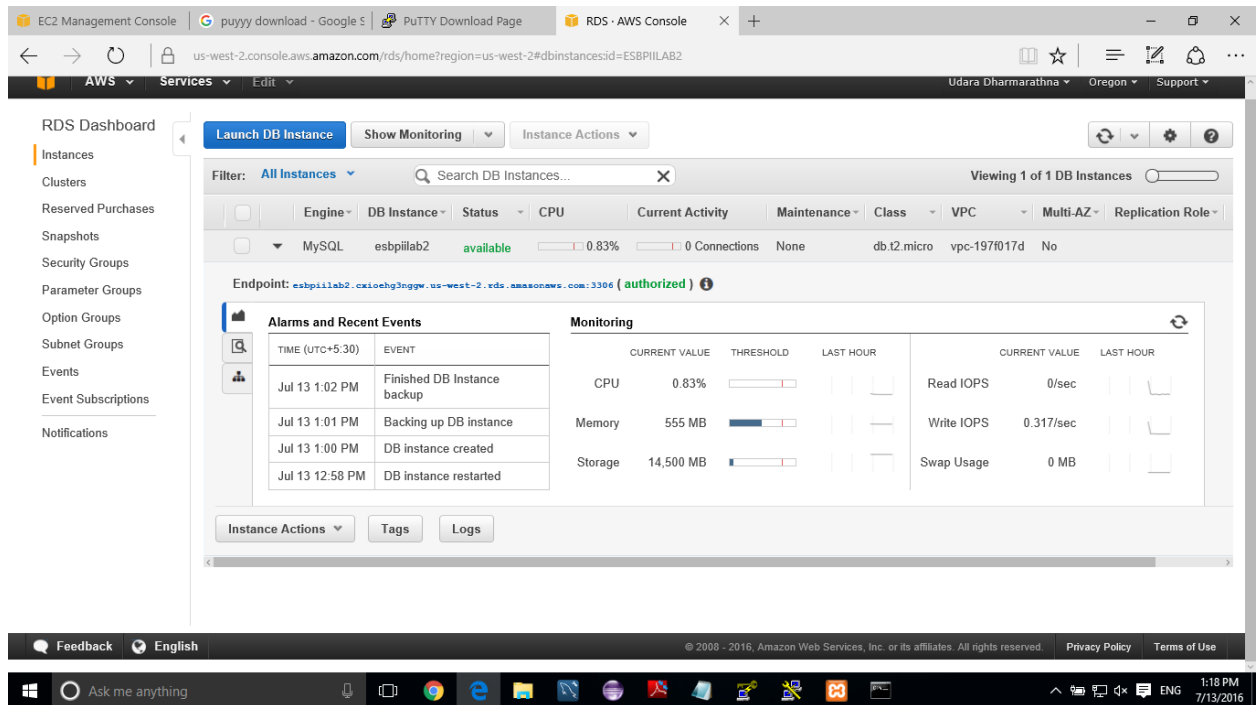 EC2 Management Console
puyyy download - Google S
PuTTY Download Page
RDS · AWS Console
us-west-2.console.aws.amazon.com/rds/home?region=us-west-2#dbinstances:id=ESBPIILAB2
AWS Services Edit Udara Dharmarathna Oregon Support
RDS Dashboard
Instances
Clusters
Reserved Purchases
Snapshots
Security Groups
Parameter Groups
Option Groups
Subnet Groups
Events
Event Subscriptions
Notifications
Launch DB Instance Show Monitoring Instance Actions
Filter: All Instances Search DB Instances... Viewing 1 of 1 DB Instances
Engine DB Instance Status CPU Current Activity Maintenance Class VPC Multi-AZ Replication Role
MySQL esbpiilab2 available 0.83% 0 Connections None db.t2.micro vpc-197f017d No
Endpoint: esbpiilab2.cxioehg3nggw.us-west-2.rds.amazonaws.com:3306 ( authorized )
Alarms and Recent Events
TIME (UTC+5:30) EVENT
Jul 13 1:02 PM Finished DB Instance
backup
Jul 13 1:01 PM Backing up DB instance
Jul 13 1:00 PM DB instance created
Jul 13 12:58 PM DB instance restarted
Monitoring
CURRENT VALUE THRESHOLD LAST HOUR CURRENT VALUE LAST HOUR
CPU 0.83% Read IOPS 0/sec
Memory 555 MB Write IOPS 0.317/sec
Storage 14,500 MB Swap Usage 0 MB
Instance Actions Tags Logs
Feedback English © 2008 - 2016, Amazon Web Services, Inc. or its affiliates. All rights reserved. Privacy Policy Terms of Use
Ask me anything
ENG
1:18 PM
7/13/2016